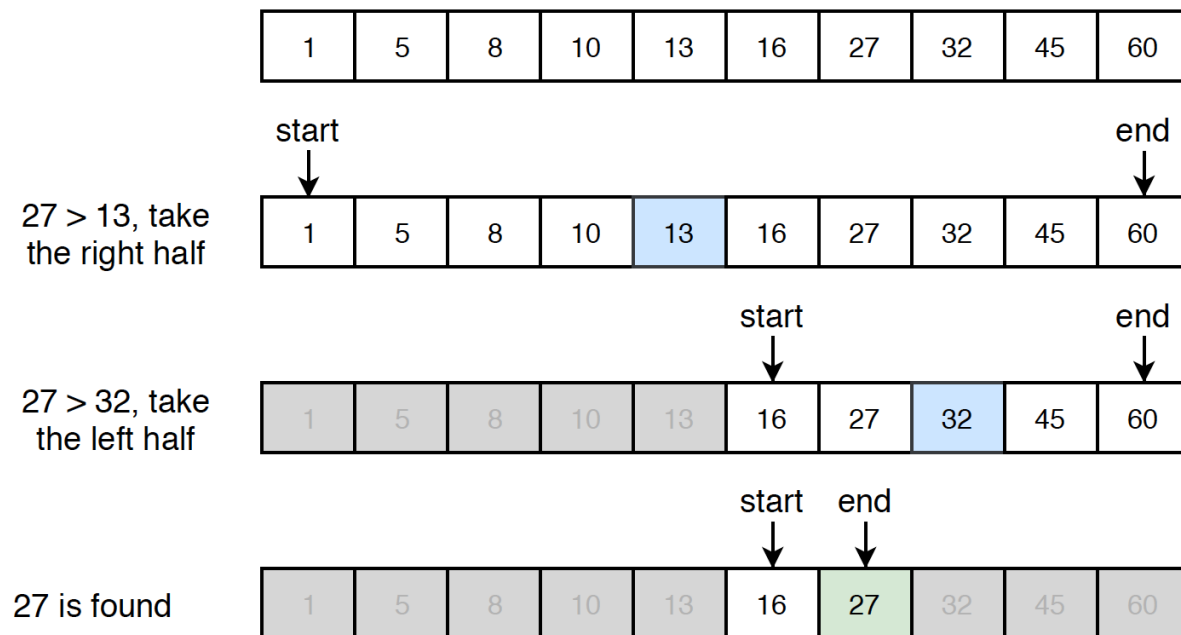 1 5 8 10 13 16 27 32 45 60
start end
27 > 13, take
the right half
1 5 8 10 13 16 27 32 45 60
start end
27 > 32, take
the left half
1 5 8 10 13 16 27 32 45 60
start end
27 is found
1 5 8 10 13 16 27 32 45 60